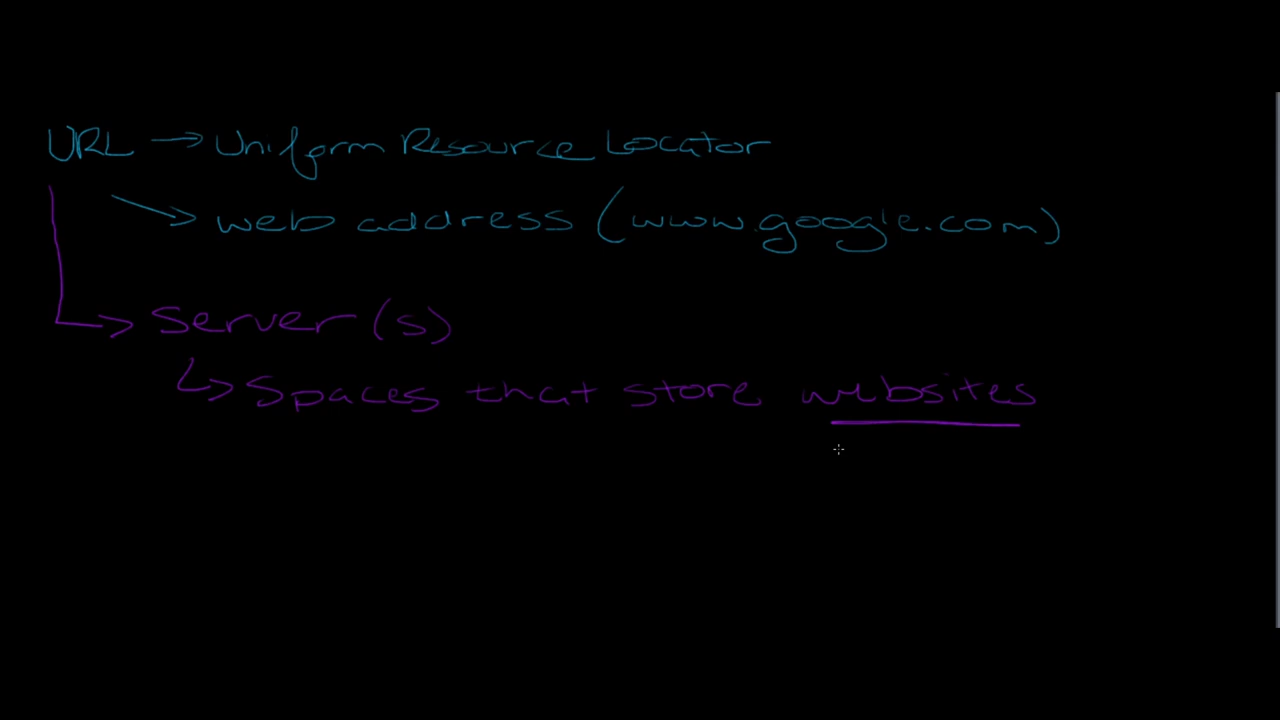 URL → Uniform Resource Locator
→ web address (www.google.com)
→ Server(s)
↳ Spaces that store websites